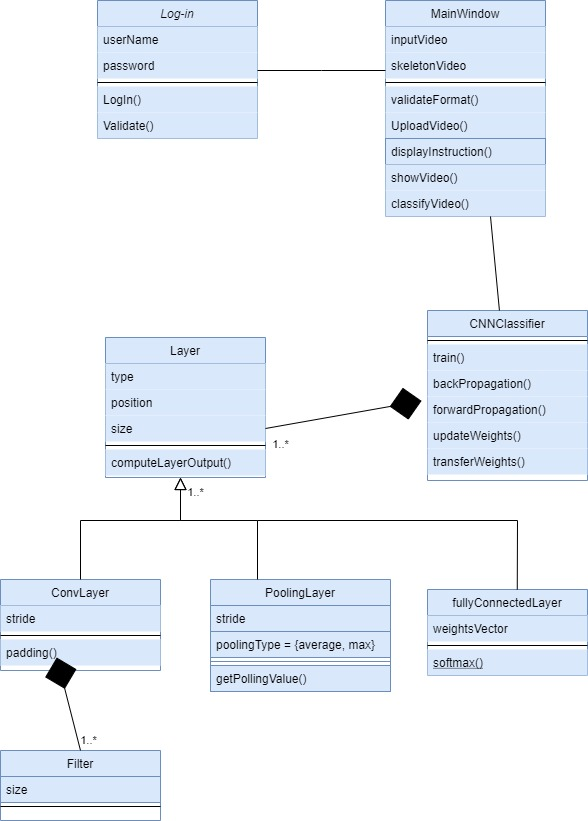 Log-in
userName
password
LogIn()
Validate()
MainWindow
inputVideo
skeletonVideo
validateFormat()
UploadVideo()
displayInstruction()
showVideo()
classifyVideo()
CNNClassifier
train()
backPropagation()
forwardPropagation()
updateWeights()
transferWeights()
Layer
type
position
size
computeLayerOutput()
1..*
1..*
ConvLayer
stride
padding()
PoolingLayer
stride
poolingType = {average, max}
getPollingValue()
fullyConnectedLayer
weightsVector
softmax()
1..*
Filter
size